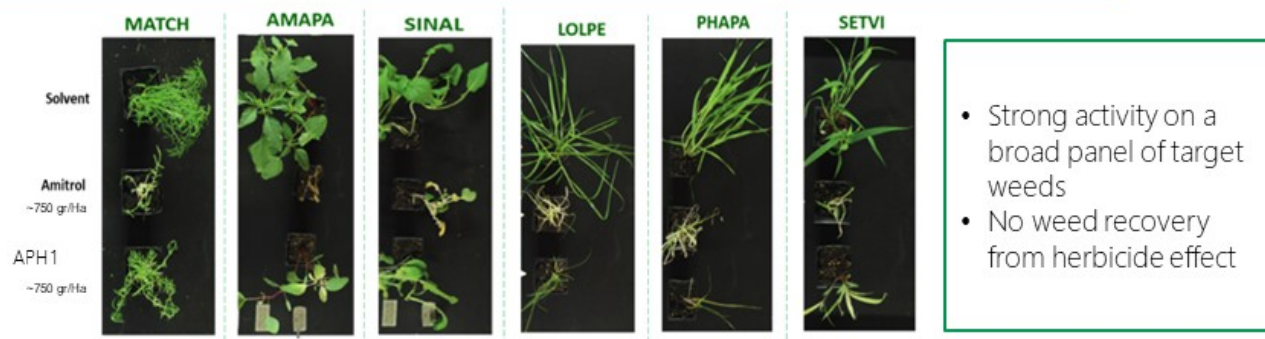 MATCH AMAPA SINAL LOLPE PHAPA SETVI
Solvent
Amitrol
~750 gr/Ha
APH1
~750 gr/Ha
• Strong activity on a
broad panel of target
weeds
• No weed recovery
from herbicide effect